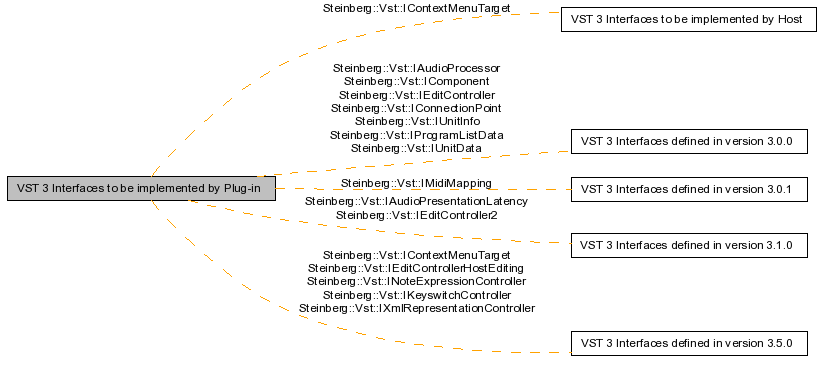 Steinberg::Vst::IContextMenuTarget
VST 3 Interfaces to be implemented by Host
Steinberg::Vst::IAudioProcessor
Steinberg::Vst::IComponent
Steinberg::Vst::IEditController
Steinberg::Vst::IConnectionPoint
Steinberg::Vst::IUnitInfo
Steinberg::Vst::IProgramListData
Steinberg::Vst::IUnitData
VST 3 Interfaces defined in version 3.0.0
VST 3 Interfaces to be implemented by Plug-in
Steinberg::Vst::IMidiMapping
VST 3 Interfaces defined in version 3.0.1
Steinberg::Vst::IAudioPresentationLatency
Steinberg::Vst::IEditController2
VST 3 Interfaces defined in version 3.1.0
Steinberg::Vst::IContextMenuTarget
Steinberg::Vst::IEditControllerHostEditing
Steinberg::Vst::INoteExpressionController
Steinberg::Vst::IKeyswitchController
Steinberg::Vst::IXmlRepresentationController
VST 3 Interfaces defined in version 3.5.0